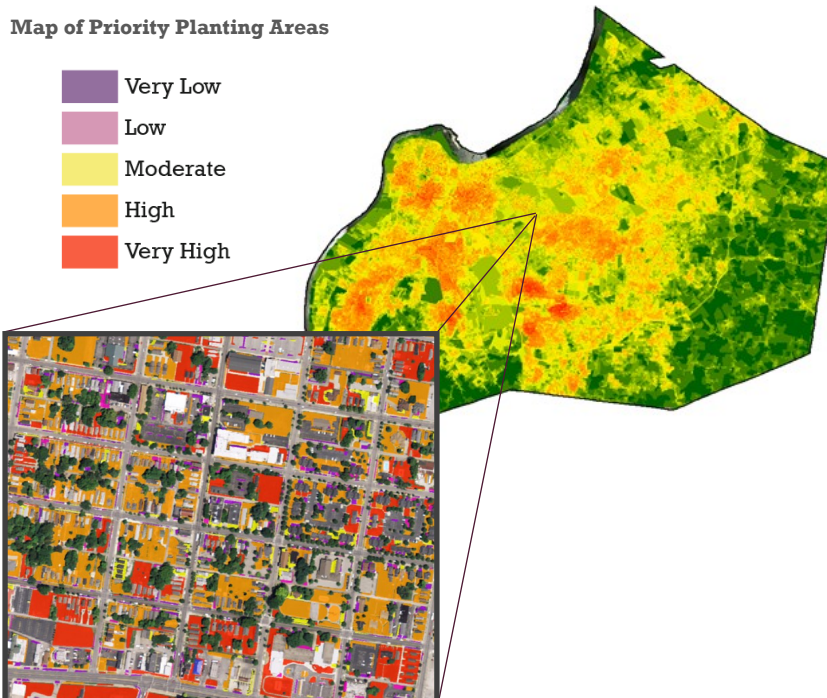 Map of Priority Planting Areas
Very Low
Low
Moderate
High
Very High